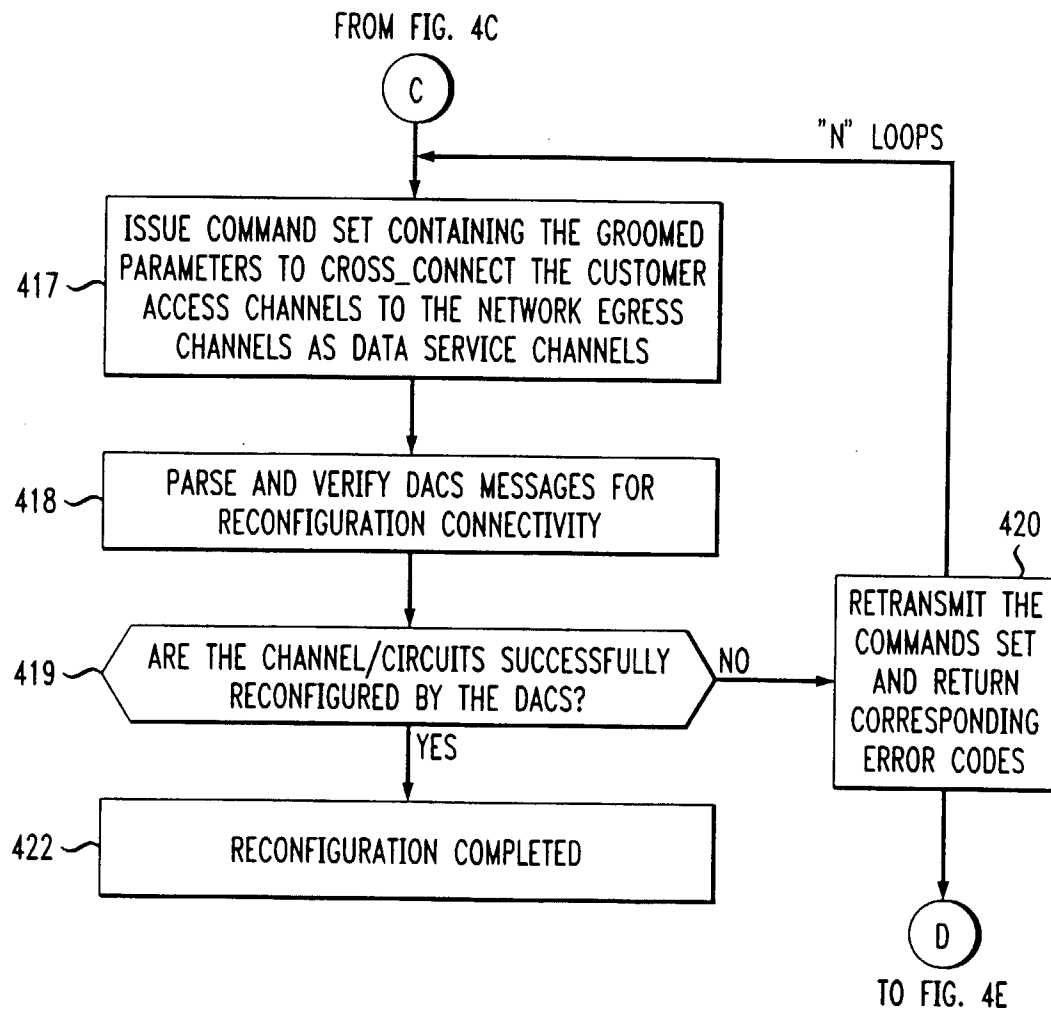 FROM FIG. 4C
C
"N" LOOPS
417
ISSUE COMMAND SET CONTAINING THE GROOMED
PARAMETERS TO CROSS_CONNECT THE CUSTOMER
ACCESS CHANNELS TO THE NETWORK EGRESS
CHANNELS AS DATA SERVICE CHANNELS
418
PARSE AND VERIFY DACS MESSAGES FOR
RECONFIGURATION CONNECTIVITY
419
ARE THE CHANNEL/CIRCUITS SUCCESSFULLY
RECONFIGURED BY THE DACS?
NO
YES
420
RETRANSMIT THE
COMMANDS SET
AND RETURN
CORRESPONDING
ERROR CODES
422
RECONFIGURATION COMPLETED
D
TO FIG. 4E